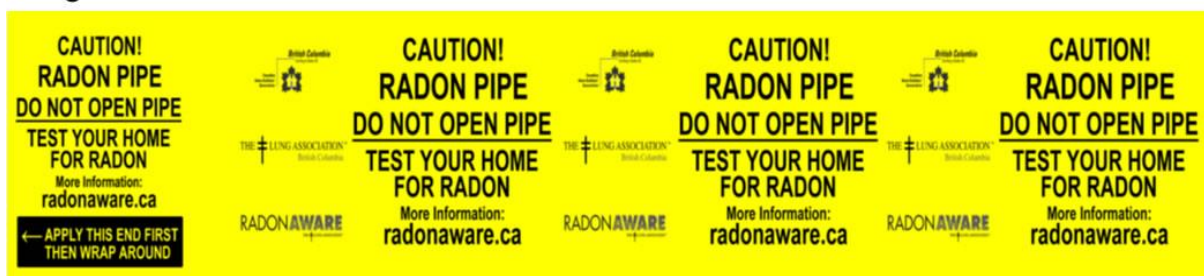 CAUTION!
RADON PIPE
DO NOT OPEN PIPE
TEST YOUR HOME
FOR RADON
More Information:
radonaware.ca
← APPLY THIS END FIRST
THEN WRAP AROUND
British Columbia
THE LUNG ASSOCIATION™
British Columbia
RADONAWARE
CAUTION!
RADON PIPE
DO NOT OPEN PIPE
TEST YOUR HOME
FOR RADON
More Information:
radonaware.ca
British Columbia
THE LUNG ASSOCIATION™
British Columbia
RADONAWARE
CAUTION!
RADON PIPE
DO NOT OPEN PIPE
TEST YOUR HOME
FOR RADON
More Information:
radonaware.ca
British Columbia
THE LUNG ASSOCIATION™
British Columbia
RADONAWARE
CAUTION!
RADON PIPE
DO NOT OPEN PIPE
TEST YOUR HOME
FOR RADON
More Information:
radonaware.ca